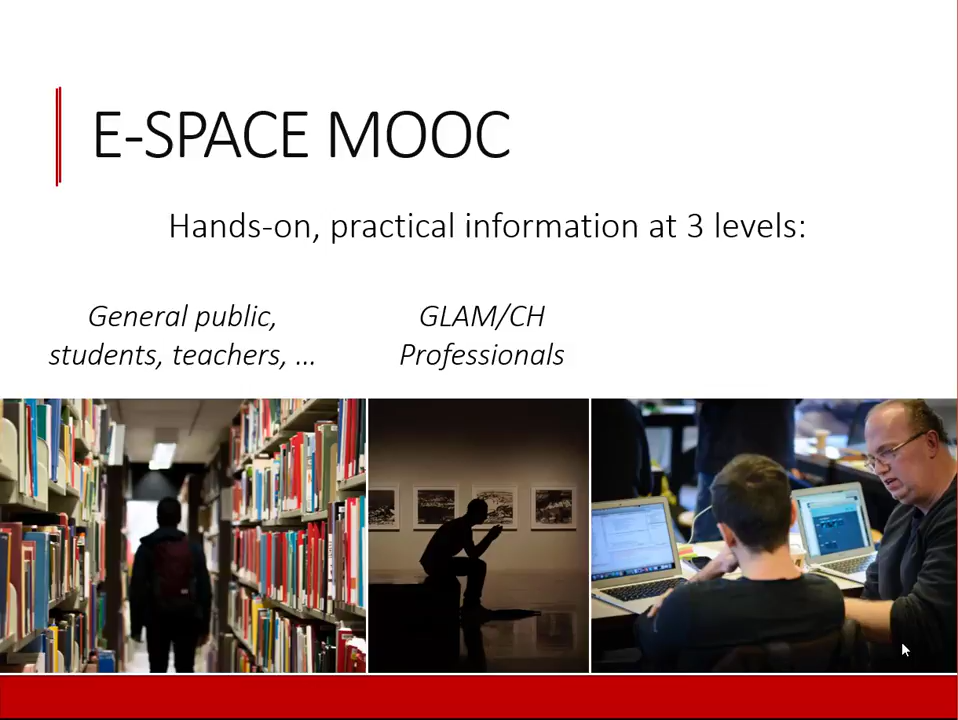 E-SPACE MOOC
Hands-on, practical information at 3 levels:
General public,
students, teachers, ...
GLAM/CH
Professionals